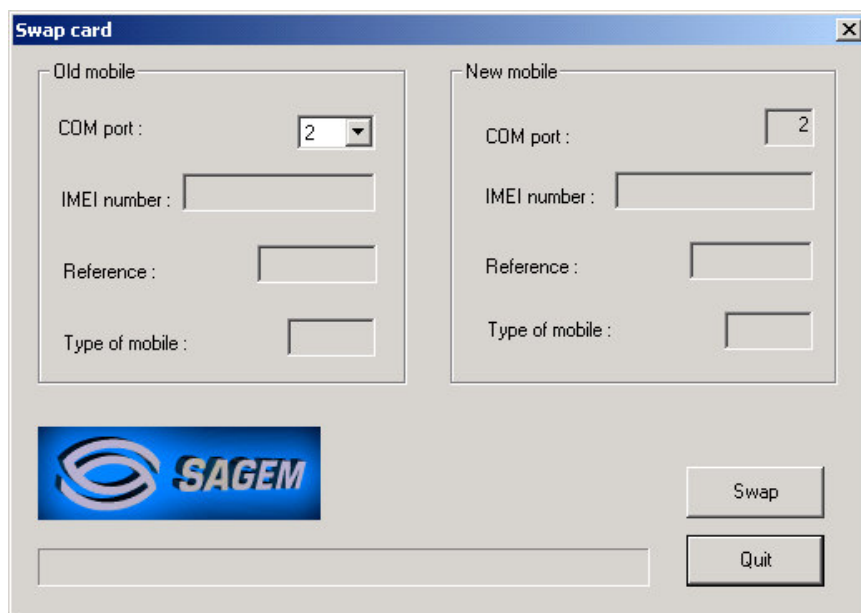 Swap card
Old mobile
COM port :
2
IMEI number :
Reference :
Type of mobile :
New mobile
COM port :
2
IMEI number :
Reference :
Type of mobile :
SAGEM
Swap
Quit